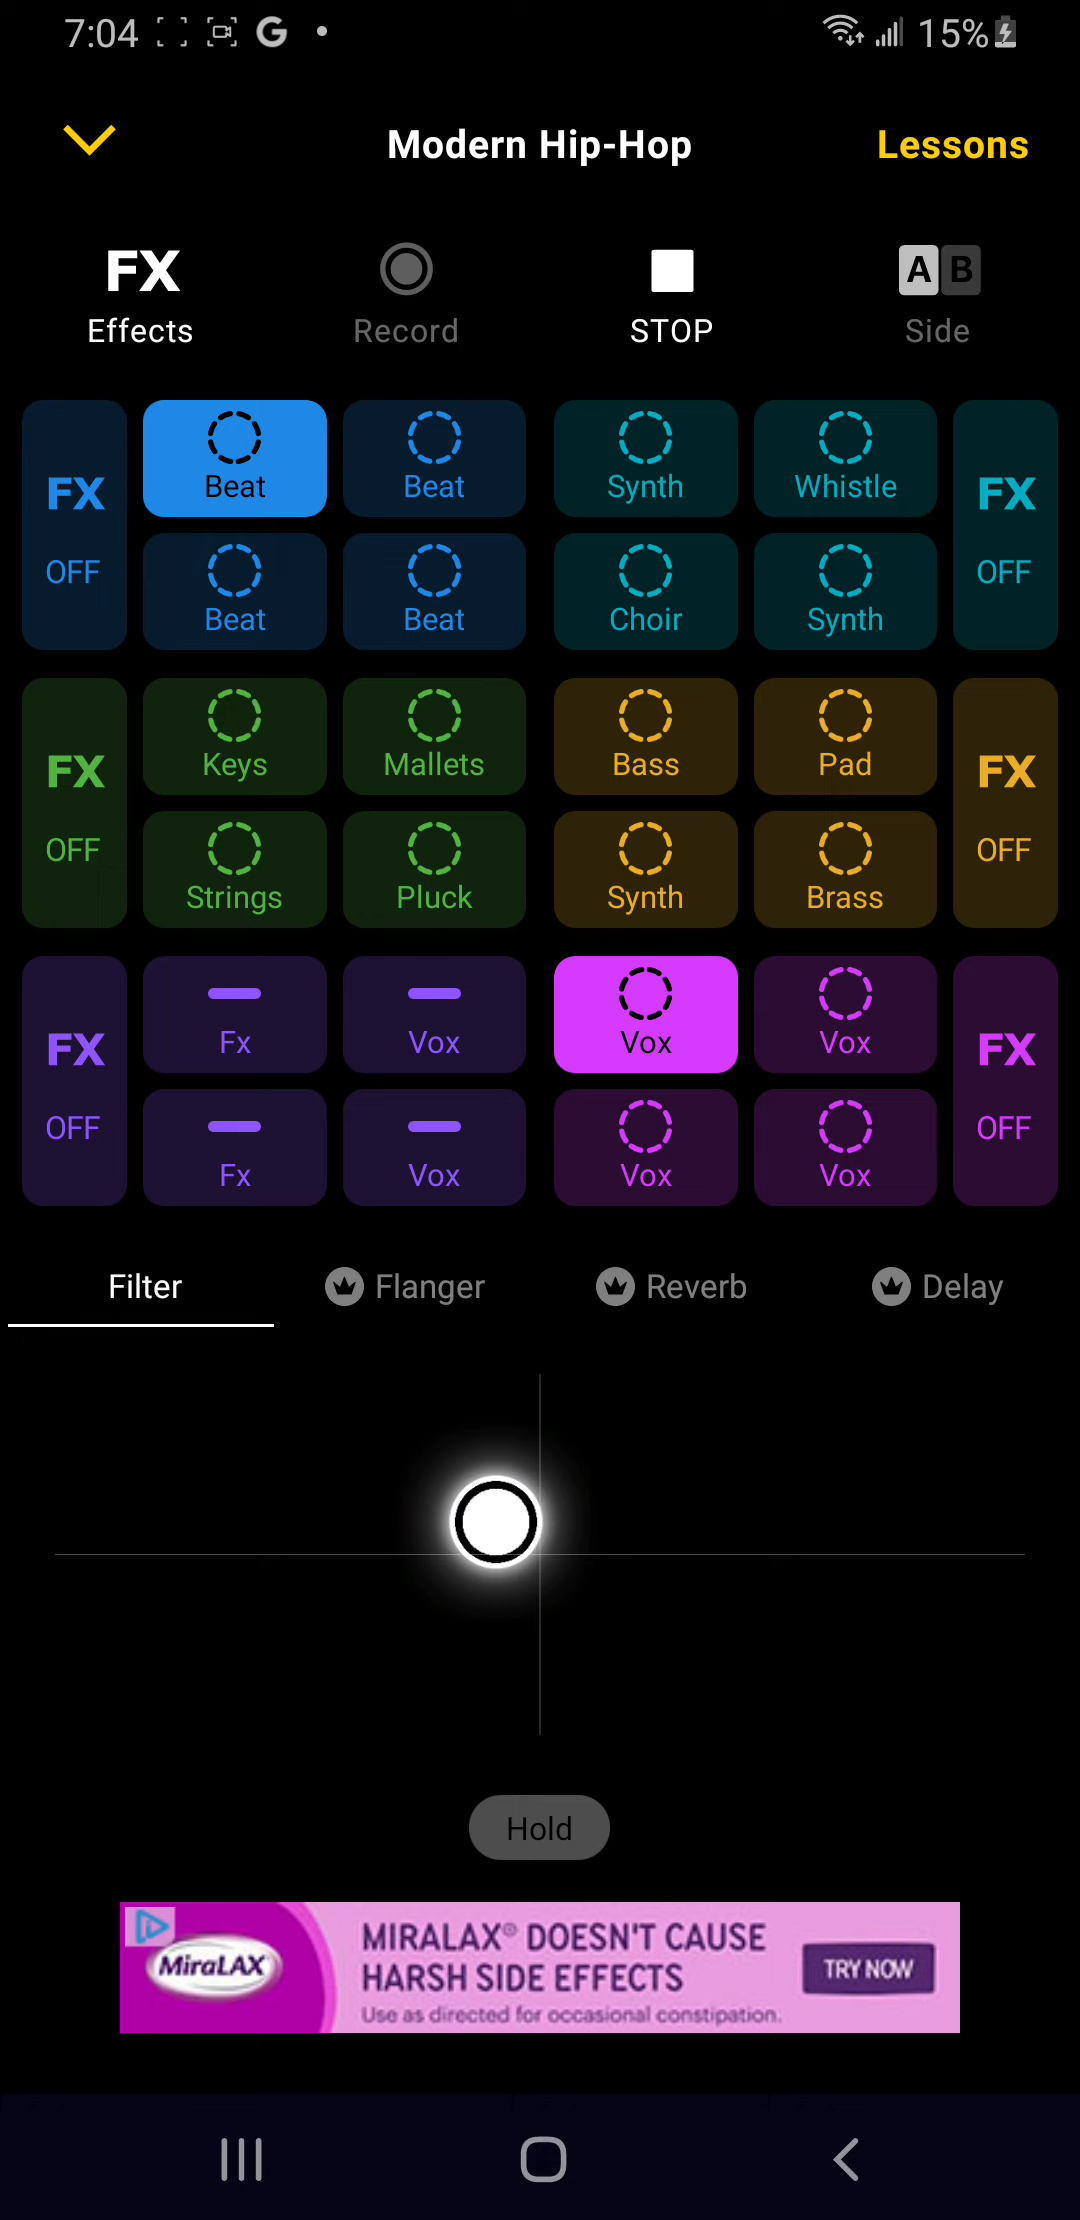 7:04 G 15%
Modern Hip-Hop Lessons
FX A B
Effects Record STOP Side
FX Beat Beat Synth Whistle FX
OFF Beat Beat Choir Synth OFF
FX Keys Mallets Bass Pad FX
OFF Strings Pluck Synth Brass OFF
FX Fx Vox Vox Vox FX
OFF Fx Vox Vox Vox OFF
Filter Flanger Reverb Delay
Hold
MiraLAX
MIRALAX® DOESN'T CAUSE
HARSH SIDE EFFECTS
Use as directed for occasional constipation.
TRY NOW